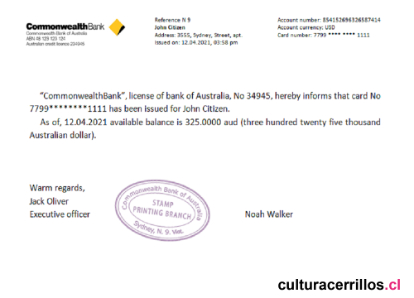 CommonwealthBank
Commonwealth Bank of Australia
ABN 48 123 123 124
Australian credit licence 234945
Reference N 9
John Citizen
Address: 3655, Sydney, Street, apt.
Issued on: 12.04.2021, 03:58 pm
Account number: 354152696326587414
Account currency: USD
Card number: 7799 **** **** 1111
"CommonwealthBank", license of bank of Australia, No 34945, hereby informs that card No
7799********1111 has been issued for John Citizen.
As of, 12.04.2021 available balance is 325.0000 aud (three hundred twenty five thousand
Australian dollar).
Warm regards,
Jack Oliver
Executive officer
Commonwealth Bank of Australia
STAMP
PRINTING BRANCH
Sydney, N. 9
Noah Walker
culturacerrillos.cl